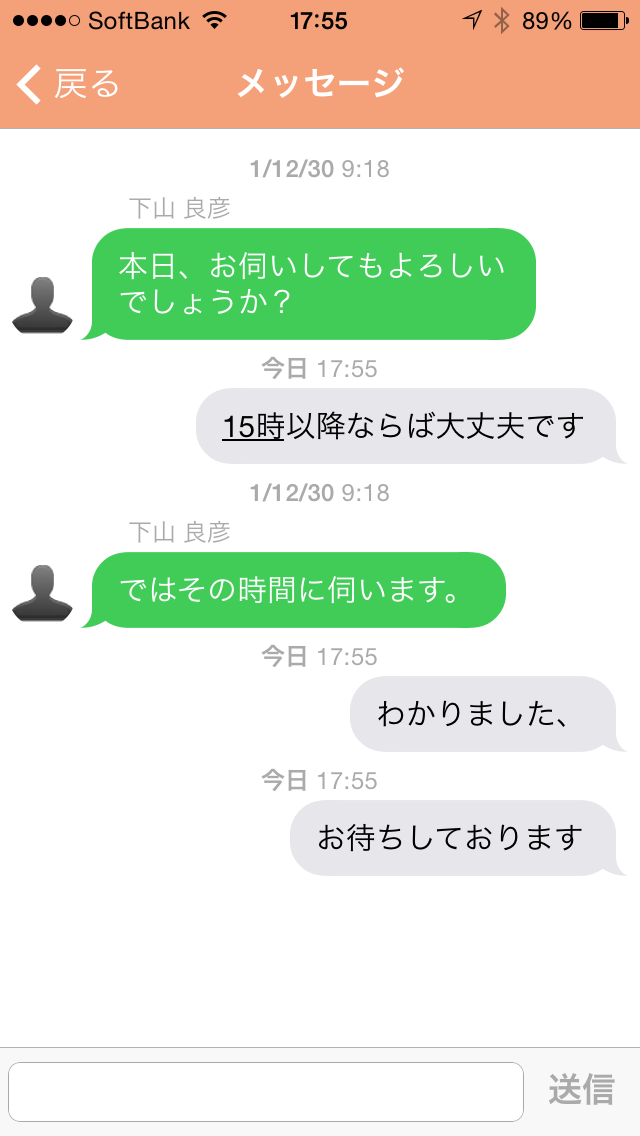 SoftBank 17:55 89%
戻る メッセージ
1/12/30 9:18
下山 良彦
本日、お伺いしてもよろしい
でしょうか？
今日 17:55
15時以降ならば大丈夫です
1/12/30 9:18
下山 良彦
ではその時間に伺います。
今日 17:55
わかりました、
今日 17:55
お待ちしております
送信